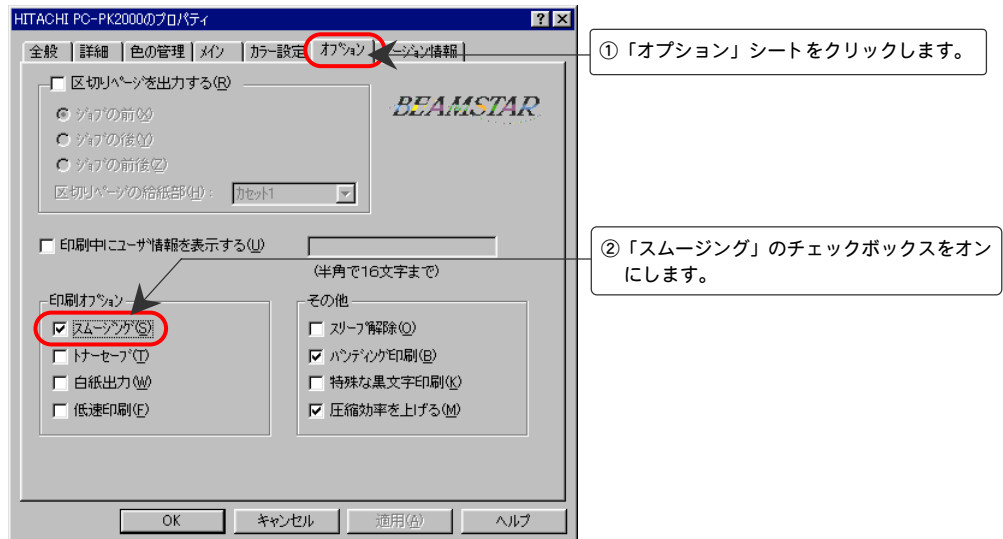 HITACHI PC-PK2000のプロパティ
全般 詳細 色の管理 メイン カラー設定 オプション バージョン情報
①「オプション」シートをクリックします。
区切りページを出力する(R)
BEAMSTAR
ジョブの前(X)
ジョブの後(Y)
ジョブの前後(Z)
区切りページの給紙部(H): カセット1
印刷中にユーザ情報を表示する(U)
(半角で16文字まで)
②「スムージング」のチェックボックスをオン
にします。
印刷オプション
スムージング(S)
トナーセーブ(T)
白紙出力(W)
低速印刷(F)
その他
スリープ解除(O)
バンディング印刷(B)
特殊な黒文字印刷(K)
圧縮効率を上げる(M)
OK キャンセル 適用(A) ヘルプ